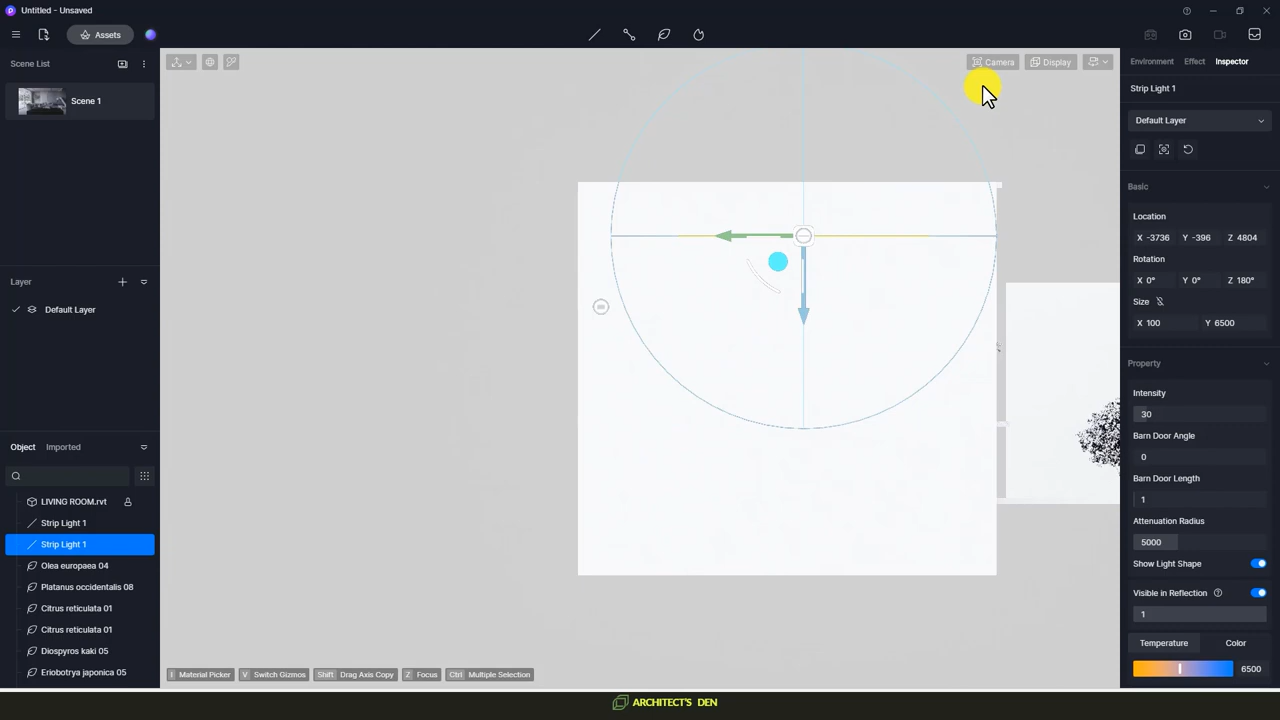 Untitled - Unsaved
Assets
Scene List
Scene 1
Layer
Default Layer
Object
Imported
LIVING ROOM.rvt
Strip Light 1
Strip Light 1
Olea europaea 04
Platanus occidentalis 08
Citrus reticulata 01
Citrus reticulata 01
Diospyros kaki 05
Eriobotrya japonica 05
Camera
Display
I Material Picker
V Switch Gizmos
Shift Drag Axis Copy
Z Focus
Ctrl Multiple Selection
Environment
Effect
Inspector
Strip Light 1
Default Layer
Basic
Location
X -3736 Y -396 Z 4804
Rotation
X 0° Y 0° Z 180°
Size
X 100 Y 6500
Property
Intensity
30
Barn Door Angle
0
Barn Door Length
1
Attenuation Radius
5000
Show Light Shape
Visible in Reflection
1
Temperature
Color
6500
ARCHITECT'S DEN